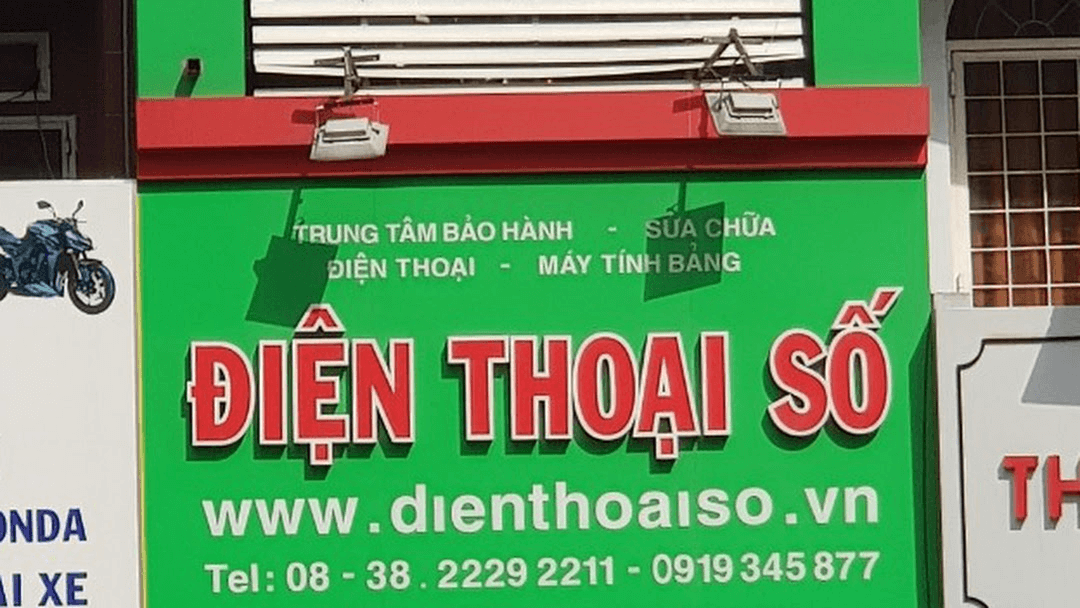 TRUNG TÂM BẢO HÀNH - SỬA CHỮA
ĐIỆN THOẠI - MÁY TÍNH BẢNG
ĐIỆN THOẠI SỐ
www.dienthoaiso.vn
Tel: 08 - 38. 2229 2211 - 0919 345 877
ONDA
AI XE
TH